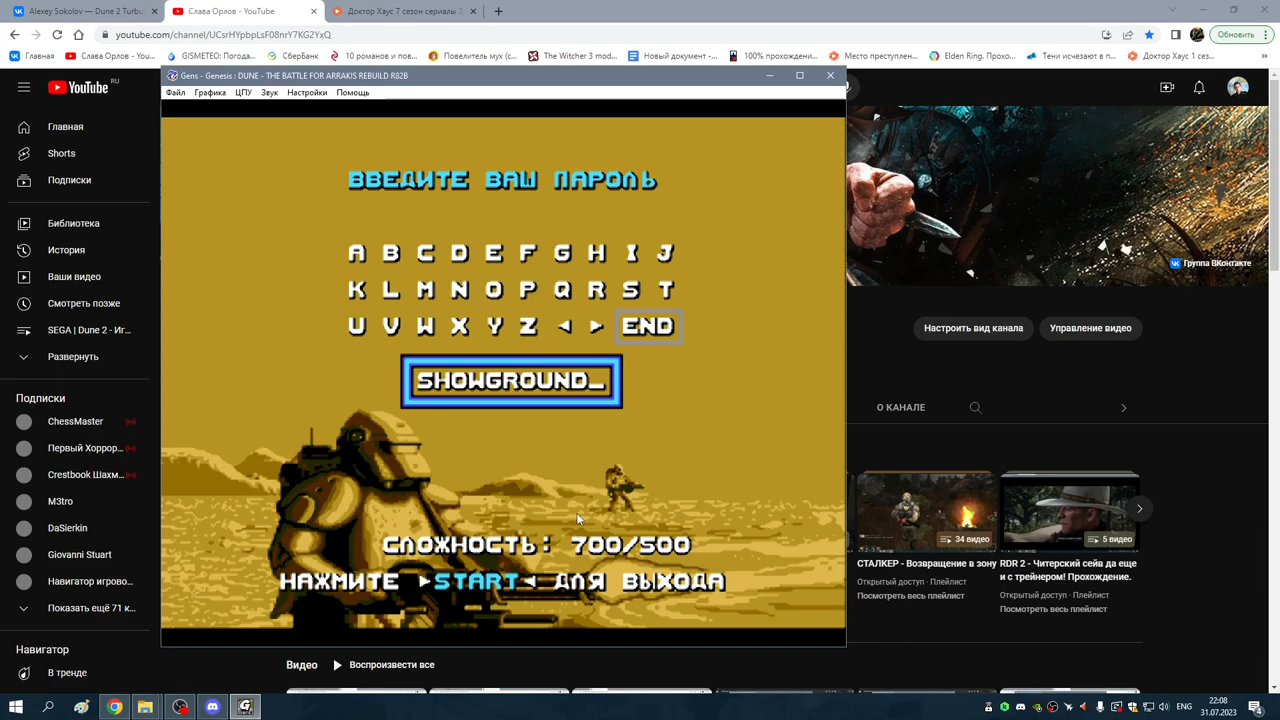 Alexey Sokolov — Dune 2 Turbu
Слава Орлов - YouTube
Доктор Хаус 7 сезон сериалы 3
youtube.com/channel/UCsrHYpbpLsF08nrY7KG2YxQ
Обновить
Главная
Слава Орлов - You...
GISMETEO: Погода...
СберБанк
10 романов и пов...
Повелитель мух (с...
The Witcher 3 mod...
Новый документ 3...
100% прохождени...
Место преступлен...
Elden Ring. Прохо...
Тени исчезают в п...
Доктор Хаус 1 сез...
»
YouTube RU
Gens - Genesis : DUNE - THE BATTLE FOR ARRAKIS REBUILD R82B
Файл Графика ЦПУ Звук Настройки Помощь
Главная
Shorts
Подписки
Библиотека
История
Ваши видео
Смотреть позже
SEGA | Dune 2 - Иг...
Развернуть
Подписки
ChessMaster
Первый Хоррор...
Crestbook Шахм...
M3tro
DaSierkin
Giovanni Stuart
Навигатор игрово...
Показать ещё 71 к...
Навигатор
В тренде
ВВЕДИТЕ ВАШ ПАРОЛЬ
A B C D E F G H I J
K L M N O P Q R S T
U V W X Y Z ◄ ► END
SHOWGROUND_
СЛОЖНОСТЬ: 700/500
НАЖМИТЕ ►START◄ ДЛЯ ВЫХОДА
Группа ВКонтакте
Настроить вид канала
Управление видео
О КАНАЛЕ
34 видео
5 видео
СТАЛКЕР - Возвращение в зону
Открытый доступ · Плейлист
Посмотреть весь плейлист
RDR 2 - Читерский сейв да еще
и с трейнером! Прохождение.
Открытый доступ · Плейлист
Посмотреть весь плейлист
Видео
Воспроизвести все
ENG
22:08
31.07.2023
4